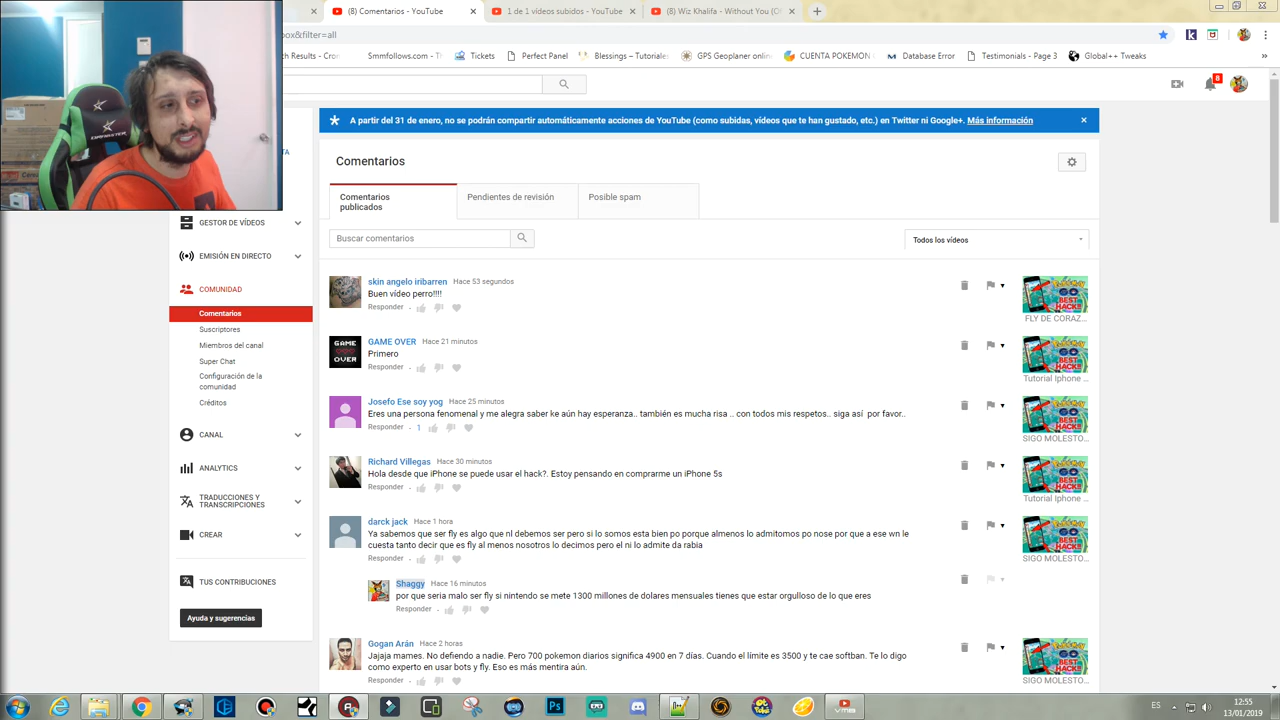 (8) Comentarios - YouTube
1 de 1 vídeos subidos - YouTube
(8) Wiz Khalifa - Without You (C
box&filter=all
h Results - Cron
Smmfollows.com -
Tickets
Perfect Panel
Blessings – Tutoriales
GPS Geoplaner onlin
CUENTA POKEMON
Database Error
Testimonials - Page 3
Global++ Tweaks
»
8
A partir del 31 de enero, no se podrán compartir automáticamente acciones de YouTube (como subidas, vídeos que te han gustado, etc.) en Twitter ni Google+. Más información
TA
Comentarios
Comentarios publicados
Pendientes de revisión
Posible spam
Buscar comentarios
Todos los vídeos
GESTOR DE VÍDEOS
EMISIÓN EN DIRECTO
COMUNIDAD
Comentarios
Suscriptores
Miembros del canal
Super Chat
Configuración de la
comunidad
Créditos
CANAL
ANALYTICS
TRADUCCIONES Y
TRANSCRIPCIONES
CREAR
TUS CONTRIBUCIONES
Ayuda y sugerencias
skin angelo iribarren Hace 53 segundos
Buen vídeo perro!!!!
Responder
FLY DE CORAZ...
GAME OVER Hace 21 minutos
Primero
Responder
GAME
OVER
Tutorial Iphone ...
Josefo Ese soy yog Hace 25 minutos
Eres una persona fenomenal y me alegra saber ke aún hay esperanza.. también es mucha risa .. con todos mis respetos.. siga así por favor..
Responder - 1
SIGO MOLESTO...
Richard Villegas Hace 30 minutos
Hola desde que iPhone se puede usar el hack?. Estoy pensando en comprarme un iPhone 5s
Responder
Tutorial Iphone ...
darck jack Hace 1 hora
Ya sabemos que ser fly es algo que nl debemos ser pero si lo somos esta bien po porque almenos lo admitomos po nose por que a ese wn le
cuesta tanto decir que es fly al menos nosotros lo decimos pero el ni lo admite da rabia
Responder
SIGO MOLESTO...
Shaggy Hace 16 minutos
por que seria malo ser fly si nintendo se mete 1300 millones de dolares mensuales tienes que estar orgulloso de lo que eres
Responder
Gogan Arán Hace 2 horas
Jajaja mames. No defiendo a nadie. Pero 700 pokemon diarios significa 4900 en 7 días. Cuando el límite es 3500 y te cae softban. Te lo digo
como experto en usar bots y fly. Eso es más mentira aún.
Responder
SIGO MOLESTO...
ES
12:55
13/01/2019